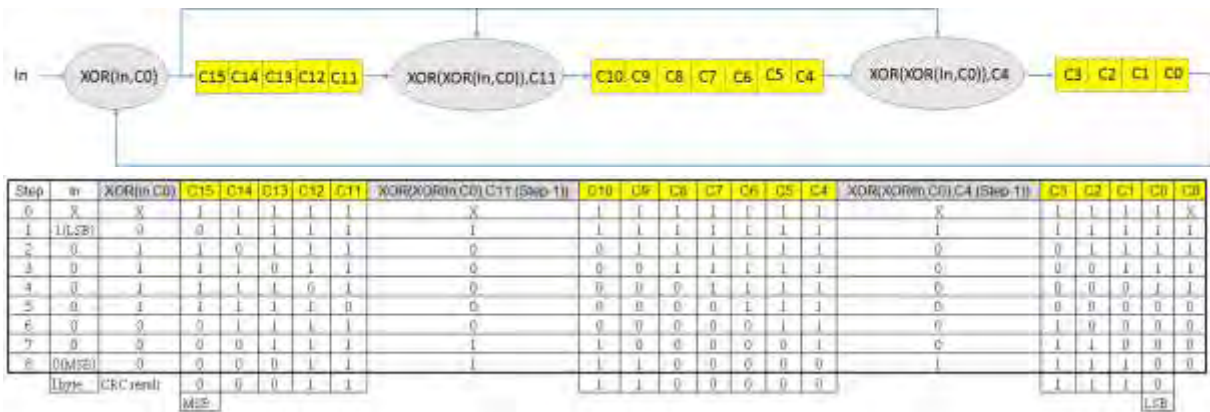 In XOR(In,C0) C15 C14 C13 C12 C11 XOR(XOR(In,C0)),C11 C10 C9 C8 C7 C6 C5 C4 XOR(XOR(In,C0)),C4 C3 C2 C1 C0
Step In XOR(In,C0) C15 C14 C13 C12 C11 XOR(XOR(In,C0),C11 (Step-1)) C10 C9 C8 C7 C6 C5 C4 XOR(XOR(In,C0),C4 (Step-1)) C3 C2 C1 C0 C0
0 X X 1 1 1 1 1 X 1 1 1 1 1 1 1 X 1 1 1 1 X
1 1(LSB) 0 0 1 1 1 1 1 1 1 1 1 1 1 1 1 1 1 1 1 1
2 0 1 1 0 1 1 1 0 0 1 1 1 1 1 1 0 0 1 1 1 1
3 0 1 1 1 0 1 1 0 0 0 1 1 1 1 1 0 0 0 1 1 1
4 0 1 1 1 1 0 1 0 0 0 0 1 1 1 1 0 0 0 0 1 1
5 0 1 1 1 1 1 0 0 0 0 0 0 1 1 1 0 0 0 0 0
6 0 0 0 1 1 1 1 0 0 0 0 0 0 1 1 1 0 0 0 0
7 0 0 0 0 1 1 1 1 1 0 0 0 0 0 1 1 1 0 0 0
8 0(MSB) 0 0 0 0 1 1 1 1 1 0 0 0 0 0 1 1 1 1 0 0
1byte CRC result 0 0 0 1 1 1 1 0 0 0 0 0 1 1 1 0
MSB LSB